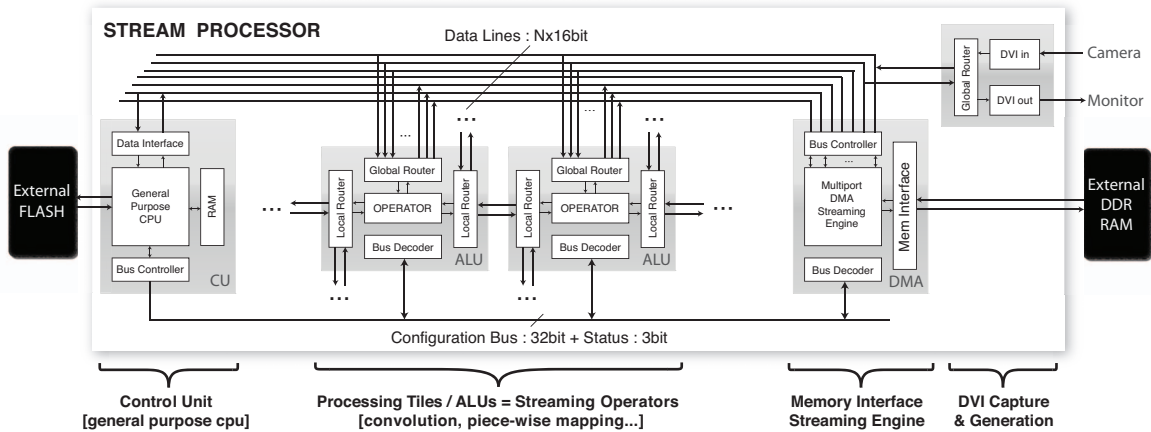 STREAM PROCESSOR
Data Lines : Nx16bit
Global Router
DVI in
DVI out
Camera
Monitor
External
FLASH
Data Interface
General
Purpose
CPU
RAM
Bus Controller
CU
...
...
Local Router
...
Global Router
OPERATOR
Bus Decoder
...
Local Router
ALU
...
Local Router
...
Global Router
OPERATOR
Bus Decoder
...
Local Router
ALU
...
...
Bus Controller
...
Multiport
DMA
Streaming
Engine
Mem Interface
Bus Decoder
DMA
External
DDR
RAM
Configuration Bus : 32bit + Status : 3bit
Control Unit
[general purpose cpu]
Processing Tiles / ALUs = Streaming Operators
[convolution, piece-wise mapping...]
Memory Interface
Streaming Engine
DVI Capture
& Generation